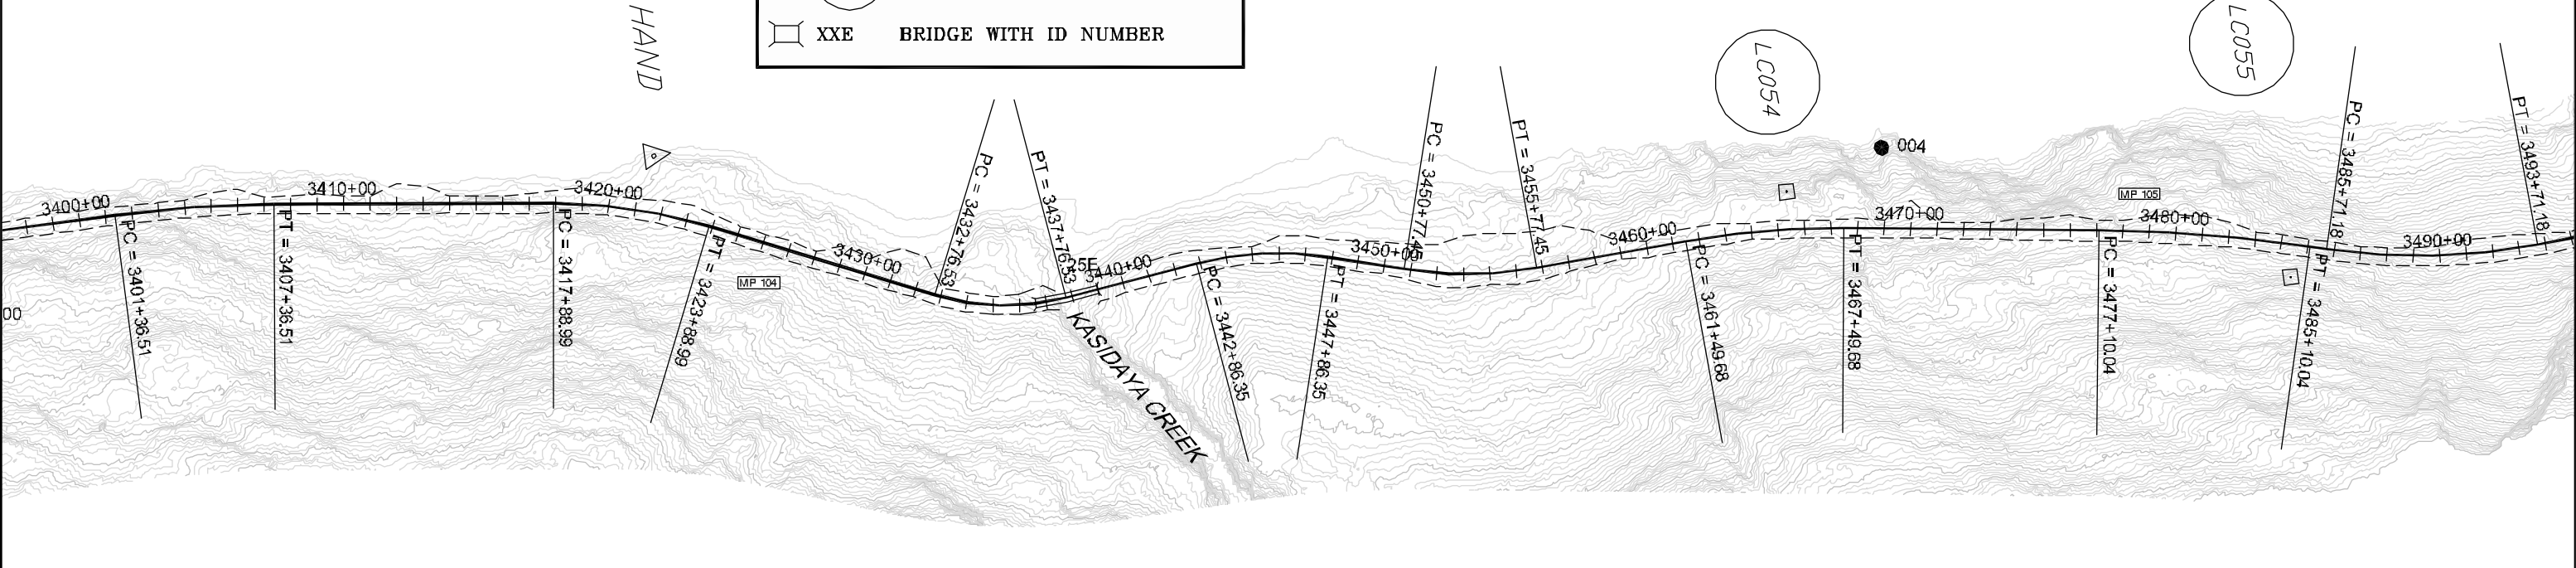 HAND
XXE BRIDGE WITH ID NUMBER
LC054
LC055
004
3400+00
3410+00
3420+00
3430+00
3440+00
3450+00
3460+00
3470+00
3480+00
3490+00
00
PC = 3401+36.51
PT = 3407+36.51
PC = 3417+88.99
PT = 3423+88.99
MP 104
PC = 3432+76.53
PT = 3437+76.53
25E
KASIDAYA CREEK
PC = 3442+86.35
PT = 3447+86.35
PC = 3450+77.45
PT = 3455+77.45
PC = 3461+49.68
PT = 3467+49.68
PC = 3477+10.04
MP 105
PT = 3485+10.04
PC = 3485+71.18
PT = 3493+71.18